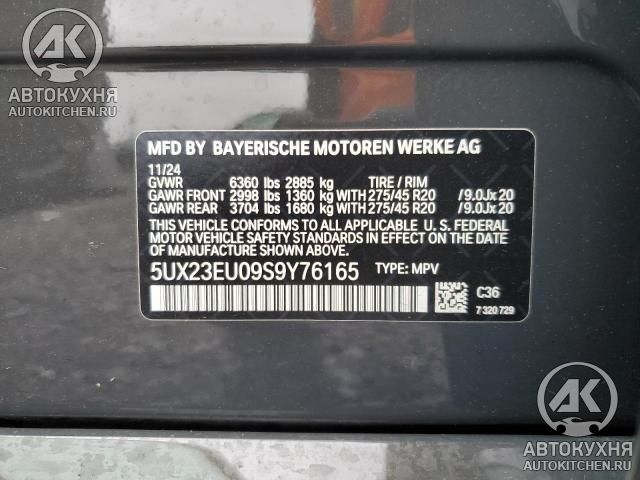 АК
АВТОКУХНЯ
AUTOKITCHEN.RU
MFD BY BAYERISCHE MOTOREN WERKE AG
11/24
GVWR 6360 lbs 2885 kg TIRE / RIM
GAWR FRONT 2998 lbs 1360 kg WITH 275/45 R20 /9.0Jx20
GAWR REAR 3704 lbs 1680 kg WITH 275/45 R20 /9.0Jx20
THIS VEHICLE CONFORMS TO ALL APPLICABLE U.S. FEDERAL
MOTOR VEHICLE SAFETY STANDARDS IN EFFECT ON THE DATE
OF MANUFACTURE SHOWN ABOVE.
5UX23EU09S9Y76165 TYPE: MPV
C36
7 320 729
АК
АВТОКУХНЯ
AUTOKITCHEN.RU